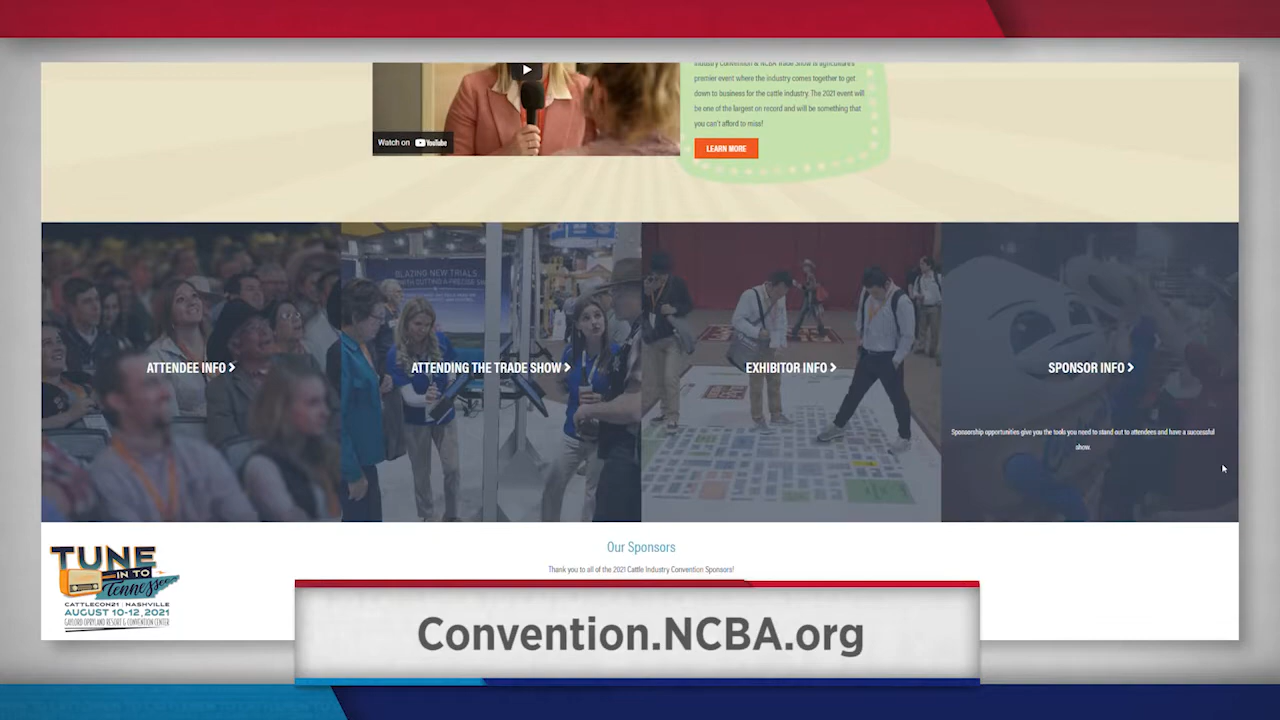 Industry Convention & NCBA Trade Show is agricultures
premier event where the industry comes together to get
down to business for the cattle industry. The 2021 event will
be one of the largest on record and will be something that
you can't afford to miss!
Watch on YouTube
LEARN MORE
BLAZING NEW TRIALS
ATTENDEE INFO
ATTENDING THE TRADE SHOW
EXHIBITOR INFO
SPONSOR INFO
Sponsorship opportunities give you the tools you need to stand out to attendees and have a successful
show.
TUNE
IN TO
Tennessee
CATTLECON21 | NASHVILLE
AUGUST 10-12, 2021
GAYLORD OPRYLAND RESORT & CONVENTION CENTER
Our Sponsors
Thank you to all of the 2021 Cattle Industry Convention Sponsors!
Convention.NCBA.org